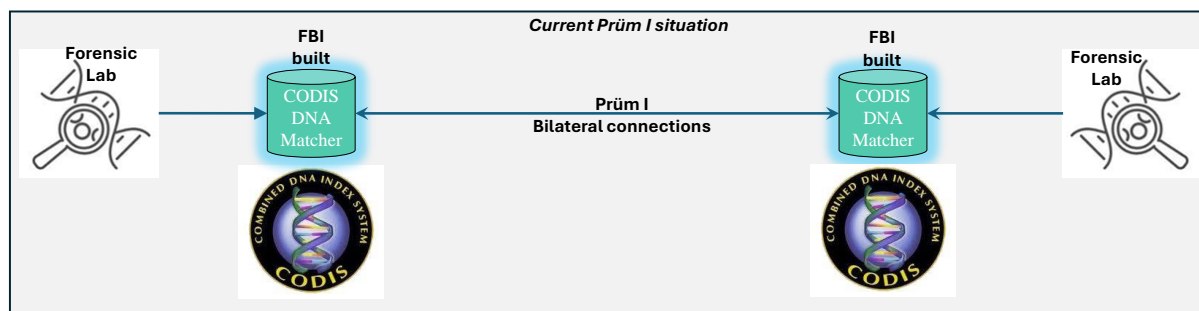 Current Prüm I situation
Forensic
Lab
FBI
built
CODIS
DNA
Matcher
COMBINED DNA INDEX SYSTEM
CODIS
Prüm I
Bilateral connections
FBI
built
CODIS
DNA
Matcher
COMBINED DNA INDEX SYSTEM
CODIS
Forensic
Lab